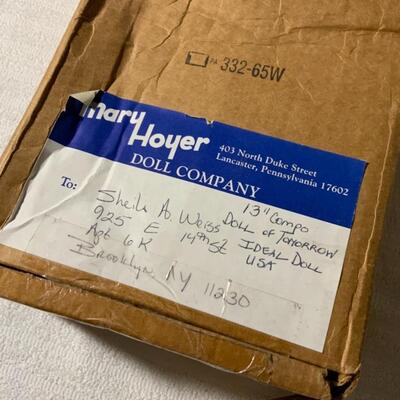 PA 332-65W
Mary
Hoyer
DOLL COMPANY
403 North Duke Street
Lancaster, Pennsylvania 17602
To:
Sheila A. Weiss
925 E 14th St
Apt 6K
Brooklyn, NY 11230
13" Compo
DOLL of TOMORROW
IDEAL DOLL
USA